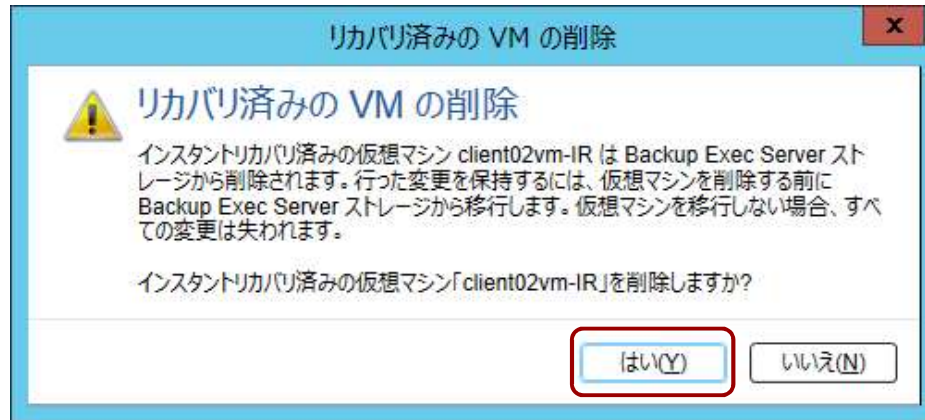 リカバリ済みの VM の削除
x
リカバリ済みの VM の削除
インスタントリカバリ済みの仮想マシン client02vm-IR は Backup Exec Server スト
レージから削除されます。行った変更を保持するには、仮想マシンを削除する前に
Backup Exec Server ストレージから移行します。仮想マシンを移行しない場合、すべ
ての変更は失われます。
インスタントリカバリ済みの仮想マシン「client02vm-IR」を削除しますか?
はい(Y)
いいえ(N)